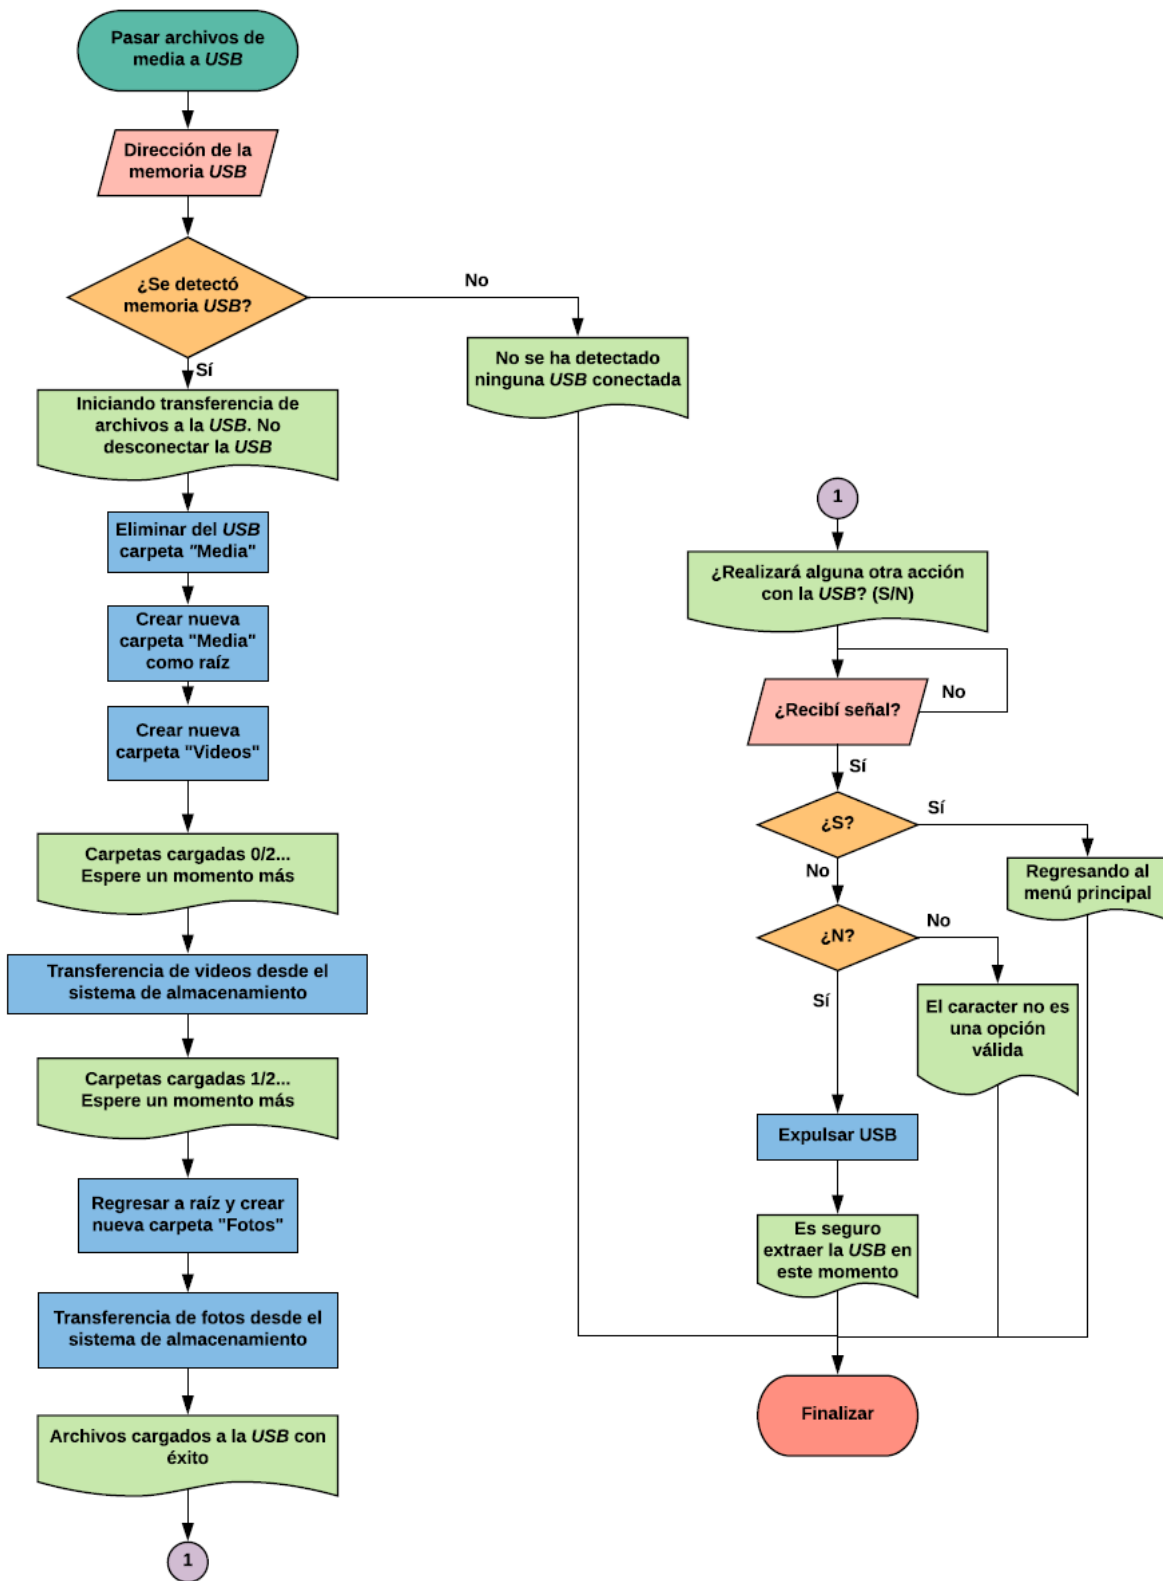 Pasar archivos de
media a USB
Dirección de la
memoria USB
¿Se detectó
memoria USB?
No
Sí
No se ha detectado
ninguna USB conectada
Iniciando transferencia de
archivos a la USB. No
desconectar la USB
Eliminar del USB
carpeta "Media"
Crear nueva
carpeta "Media"
como raíz
Crear nueva
carpeta "Videos"
Carpetas cargadas 0/2...
Espere un momento más
Transferencia de videos desde el
sistema de almacenamiento
Carpetas cargadas 1/2...
Espere un momento más
Regresar a raíz y crear
nueva carpeta "Fotos"
Transferencia de fotos desde el
sistema de almacenamiento
Archivos cargados a la USB con
éxito
1
1
¿Realizará alguna otra acción
con la USB? (S/N)
¿Recibí señal?
No
Sí
¿S?
Sí
No
Regresando al
menú principal
¿N?
No
Sí
El caracter no es
una opción
válida
Expulsar USB
Es seguro
extraer la USB en
este momento
Finalizar